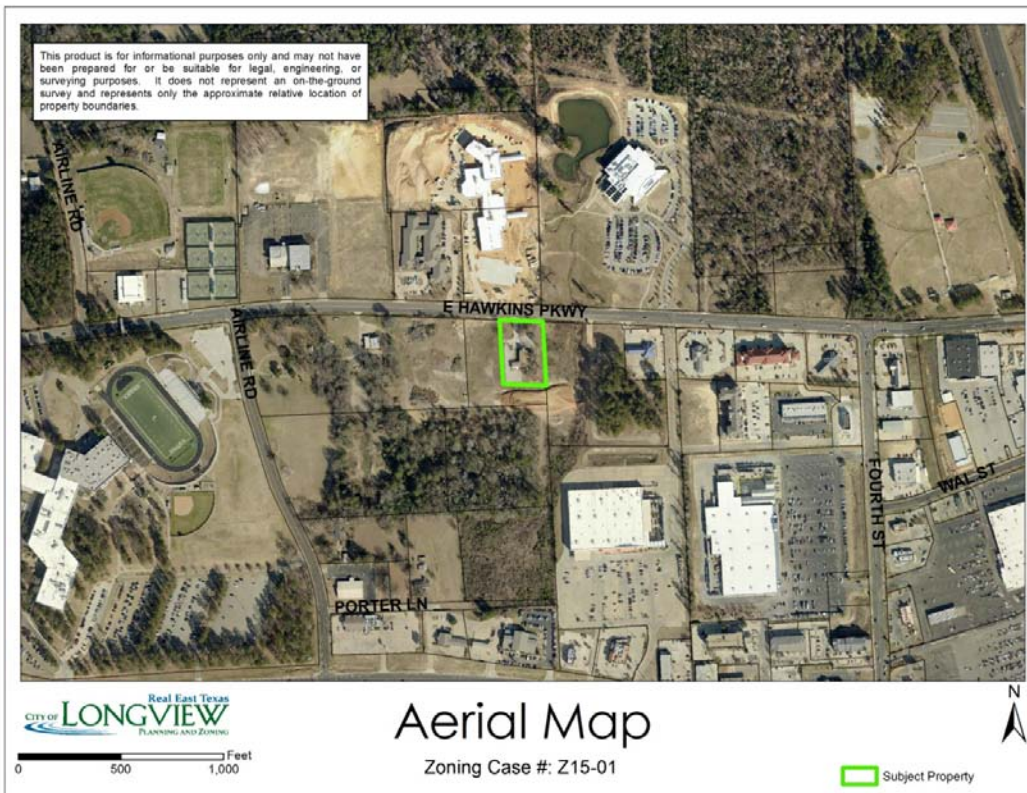 This product is for informational purposes only and may not have
been prepared for or be suitable for legal, engineering, or
surveying purposes. It does not represent an on-the-ground
survey and represents only the approximate relative location of
property boundaries.
AIRLINE RD
E HAWKINS PKWY
AIRLINE RD
FOURTH ST
WAL ST
PORTER LN
Real East Texas
CITY OF LONGVIEW
PLANNING AND ZONING
Feet
0 500 1,000
Aerial Map
Zoning Case #: Z15-01
N
Subject Property